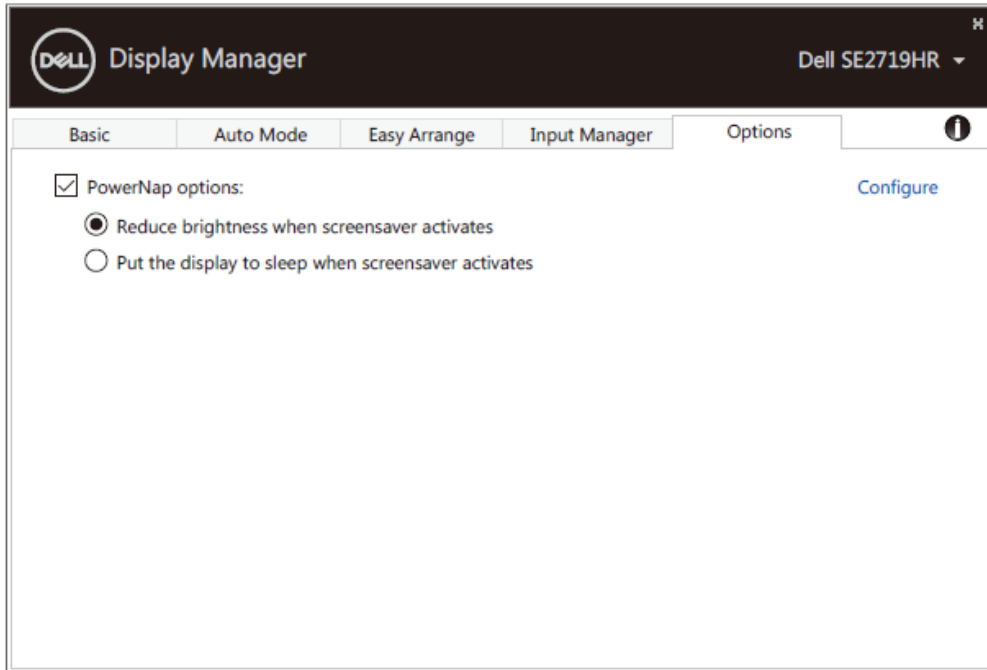 DELL Display Manager Dell SE2719HR
Basic Auto Mode Easy Arrange Input Manager Options
PowerNap options: Configure
Reduce brightness when screensaver activates
Put the display to sleep when screensaver activates